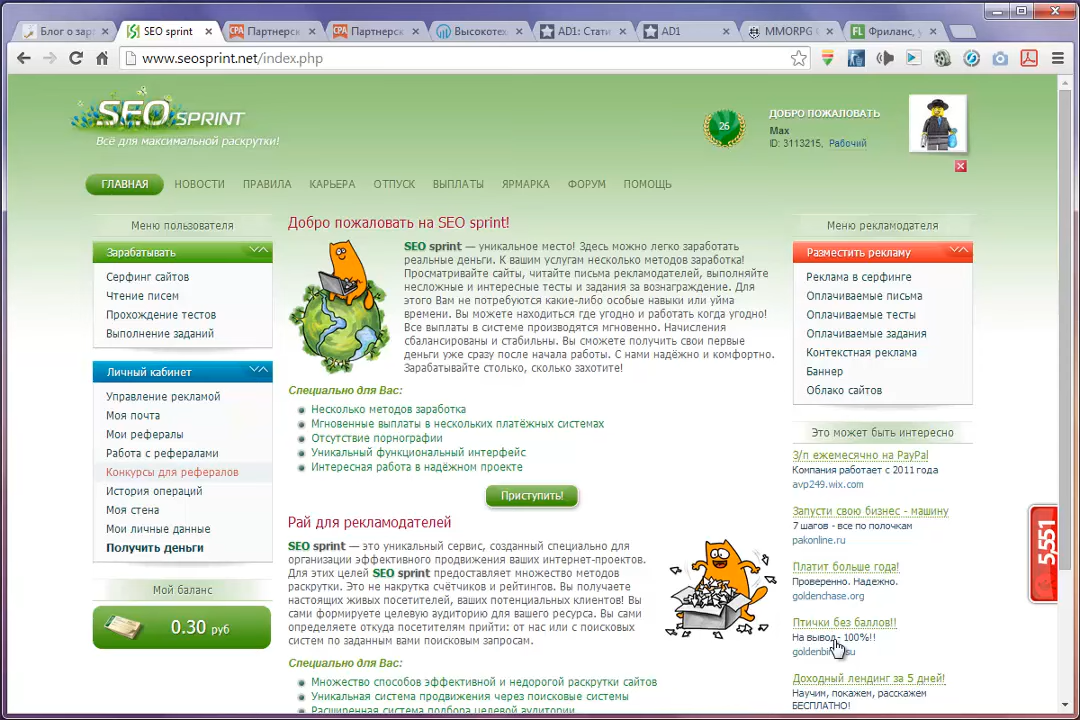 Блог о зар
SEO sprint
Партнерс
Партнерск
Высокотех
AD1: Стати
AD1
MMORPG
Фриланс, у
www.seosprint.net/index.php
SEO SPRINT
Всё для максимальной раскрутки!
26
ДОБРО ПОЖАЛОВАТЬ
Max
ID: 3113215, Рабочий
ГЛАВНАЯ НОВОСТИ ПРАВИЛА КАРЬЕРА ОТПУСК ВЫПЛАТЫ ЯРМАРКА ФОРУМ ПОМОЩЬ
Меню пользователя
Зарабатывать
Серфинг сайтов
Чтение писем
Прохождение тестов
Выполнение заданий
Личный кабинет
Управление рекламой
Моя почта
Мои рефералы
Работа с рефералами
Конкурсы для рефералов
История операций
Моя стена
Мои личные данные
Получить деньги
Мой баланс
0.30 руб
Добро пожаловать на SEO sprint!
SEO sprint — уникальное место! Здесь можно легко заработать
реальные деньги. К вашим услугам несколько методов заработка!
Просматривайте сайты, читайте письма рекламодателей, выполняйте
несложные и интересные тесты и задания за вознаграждение. Для
этого Вам не потребуются какие-либо особые навыки или уйма
времени. Вы можете находиться где угодно и работать когда угодно!
Все выплаты в системе производятся мгновенно. Начисления
сбалансированы и стабильны. Вы сможете получить свои первые
деньги уже сразу после начала работы. С нами надёжно и комфортно.
Зарабатывайте столько, сколько захотите!
Специально для Вас:
Несколько методов заработка
Мгновенные выплаты в нескольких платёжных системах
Отсутствие порнографии
Уникальный функциональный интерфейс
Интересная работа в надёжном проекте
Приступить!
Рай для рекламодателей
SEO sprint — это уникальный сервис, созданный специально для
организации эффективного продвижения ваших интернет-проектов.
Для этих целей SEO sprint предоставляет множество методов
раскрутки. Это не накрутка счётчиков и рейтингов. Вы получаете
настоящих живых посетителей, ваших потенциальных клиентов! Вы
сами формируете целевую аудиторию для вашего ресурса. Вы сами
определяете откуда посетителям прийти: от нас или с поисковых
систем по заданным вами поисковым запросам.
Специально для Вас:
Множество способов эффективной и недорогой раскрутки сайтов
Уникальная система продвижения через поисковые системы
Расширенная система подбора целевой аудитории
Меню рекламодателя
Разместить рекламу
Реклама в серфинге
Оплачиваемые письма
Оплачиваемые тесты
Оплачиваемые задания
Контекстная реклама
Баннер
Облако сайтов
Это может быть интересно
З/п ежемесячно на PayPal
Компания работает с 2011 года
avp249.wix.com
Запусти свою бизнес - машину
7 шагов - все по полочкам
pakonline.ru
Платит больше года!
Проверенно. Надежно.
goldenchase.org
Птички без баллов!!
На вывод- 100%!!
Доходный лендинг за 5 дней!
Научим, покажем, расскажем
БЕСПЛАТНО!
5,551